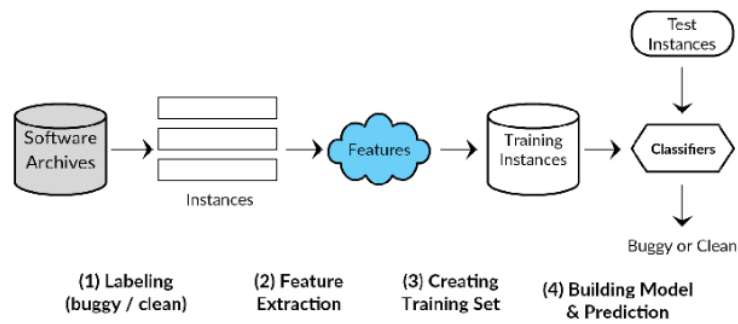 Test
Instances
Software
Archives
Instances
Features
Training
Instances
Classifiers
Buggy or Clean
(1) Labeling
(buggy / clean)
(2) Feature
Extraction
(3) Creating
Training Set
(4) Building Model
& Prediction